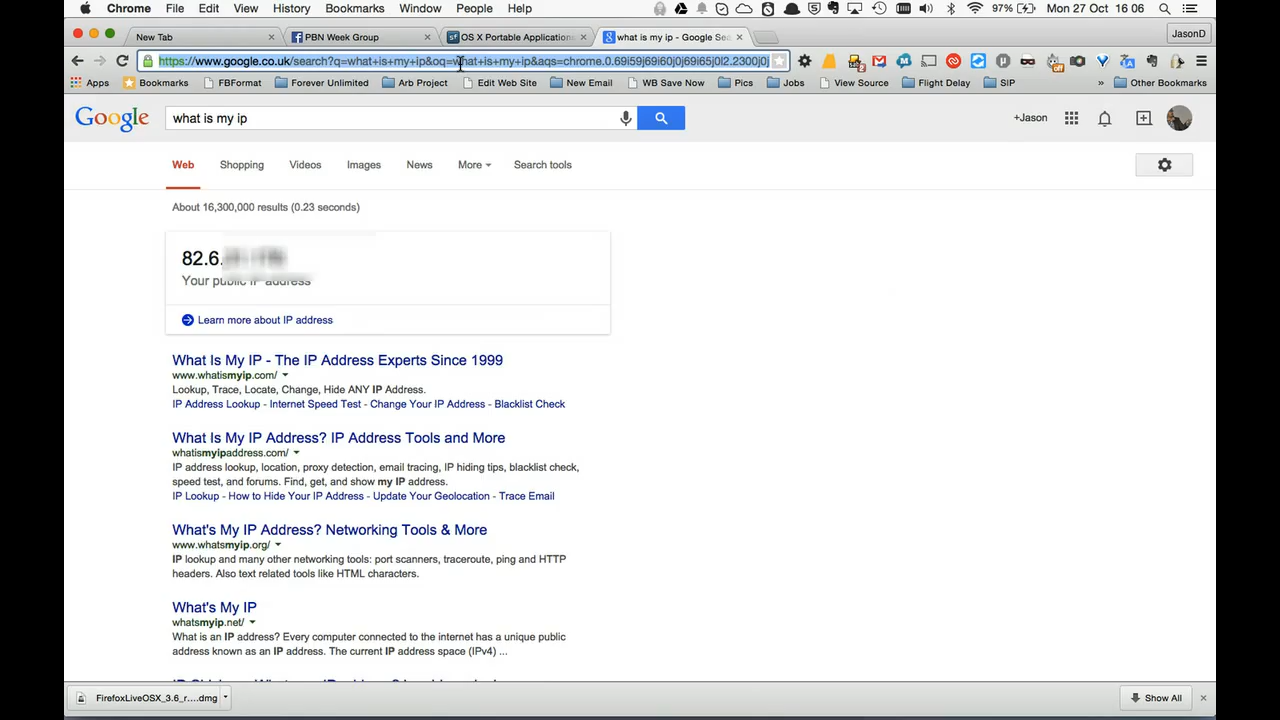 Chrome File Edit View History Bookmarks Window People Help 97% Mon 27 Oct 16 06
New Tab PBN Week Group OS X Portable Application what is my ip - Google Sea JasonD
https://www.google.co.uk/search?q=what+is+my+ip&oq=what+is+my+ip&aqs=chrome.0.69i59j69i60j0j69i65j0l2.2300j0j
Apps Bookmarks FBFormat Forever Unlimited Arb Project Edit Web Site New Email WB Save Now Pics Jobs View Source Flight Delay SIP » Other Bookmarks
Google what is my ip +Jason
Web Shopping Videos Images News More Search tools
About 16,300,000 results (0.23 seconds)
82.6.
Your public IP address
Learn more about IP address
What Is My IP - The IP Address Experts Since 1999
www.whatismyip.com/
Lookup, Trace, Locate, Change, Hide ANY IP Address.
IP Address Lookup - Internet Speed Test - Change Your IP Address - Blacklist Check
What Is My IP Address? IP Address Tools and More
whatismyipaddress.com/
IP address lookup, location, proxy detection, email tracing, IP hiding tips, blacklist check,
speed test, and forums. Find, get, and show my IP address.
IP Lookup - How to Hide Your IP Address - Update Your Geolocation - Trace Email
What's My IP Address? Networking Tools & More
www.whatsmyip.org/
IP lookup and many other networking tools: port scanners, traceroute, ping and HTTP
headers. Also text related tools like HTML characters.
What's My IP
whatsmyip.net/
What is an IP address? Every computer connected to the internet has a unique public
address known as an IP address. The current IP address space (IPv4) ...
FirefoxLiveOSX_3.6_r....dmg Show All